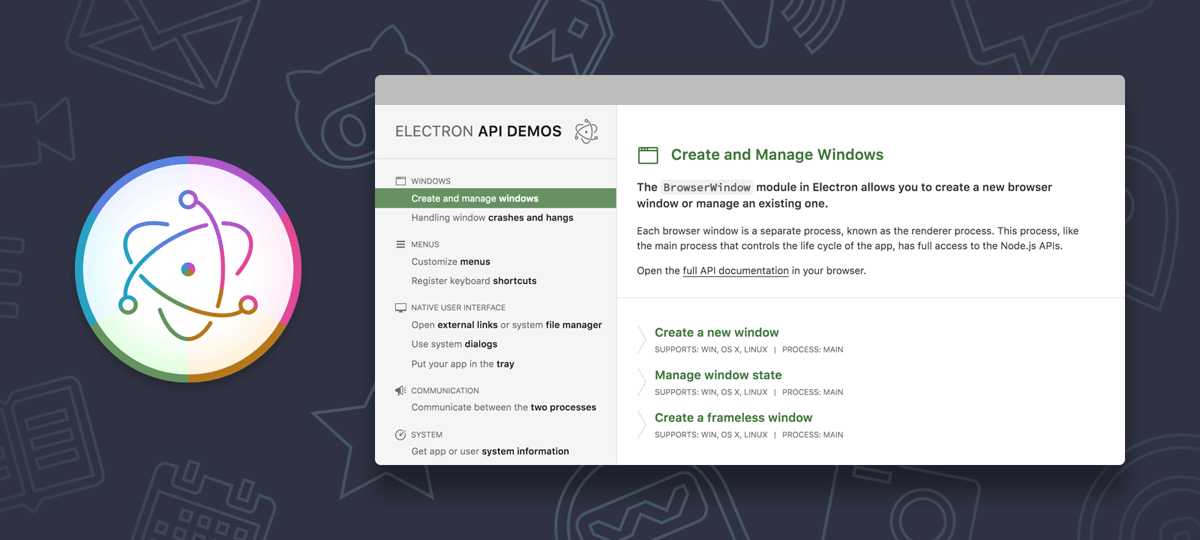 ELECTRON API DEMOS
WINDOWS
Create and manage windows
Handling window crashes and hangs
MENUS
Customize menus
Register keyboard shortcuts
NATIVE USER INTERFACE
Open external links or system file manager
Use system dialogs
Put your app in the tray
COMMUNICATION
Communicate between the two processes
SYSTEM
Get app or user system information
Create and Manage Windows
The BrowserWindow module in Electron allows you to create a new browser
window or manage an existing one.
Each browser window is a separate process, known as the renderer process. This process, like
the main process that controls the life cycle of the app, has full access to the Node.js APIs.
Open the full API documentation in your browser.
Create a new window
SUPPORTS: WIN, OS X, LINUX | PROCESS: MAIN
Manage window state
SUPPORTS: WIN, OS X, LINUX | PROCESS: MAIN
Create a frameless window
SUPPORTS: WIN, OS X, LINUX | PROCESS: MAIN